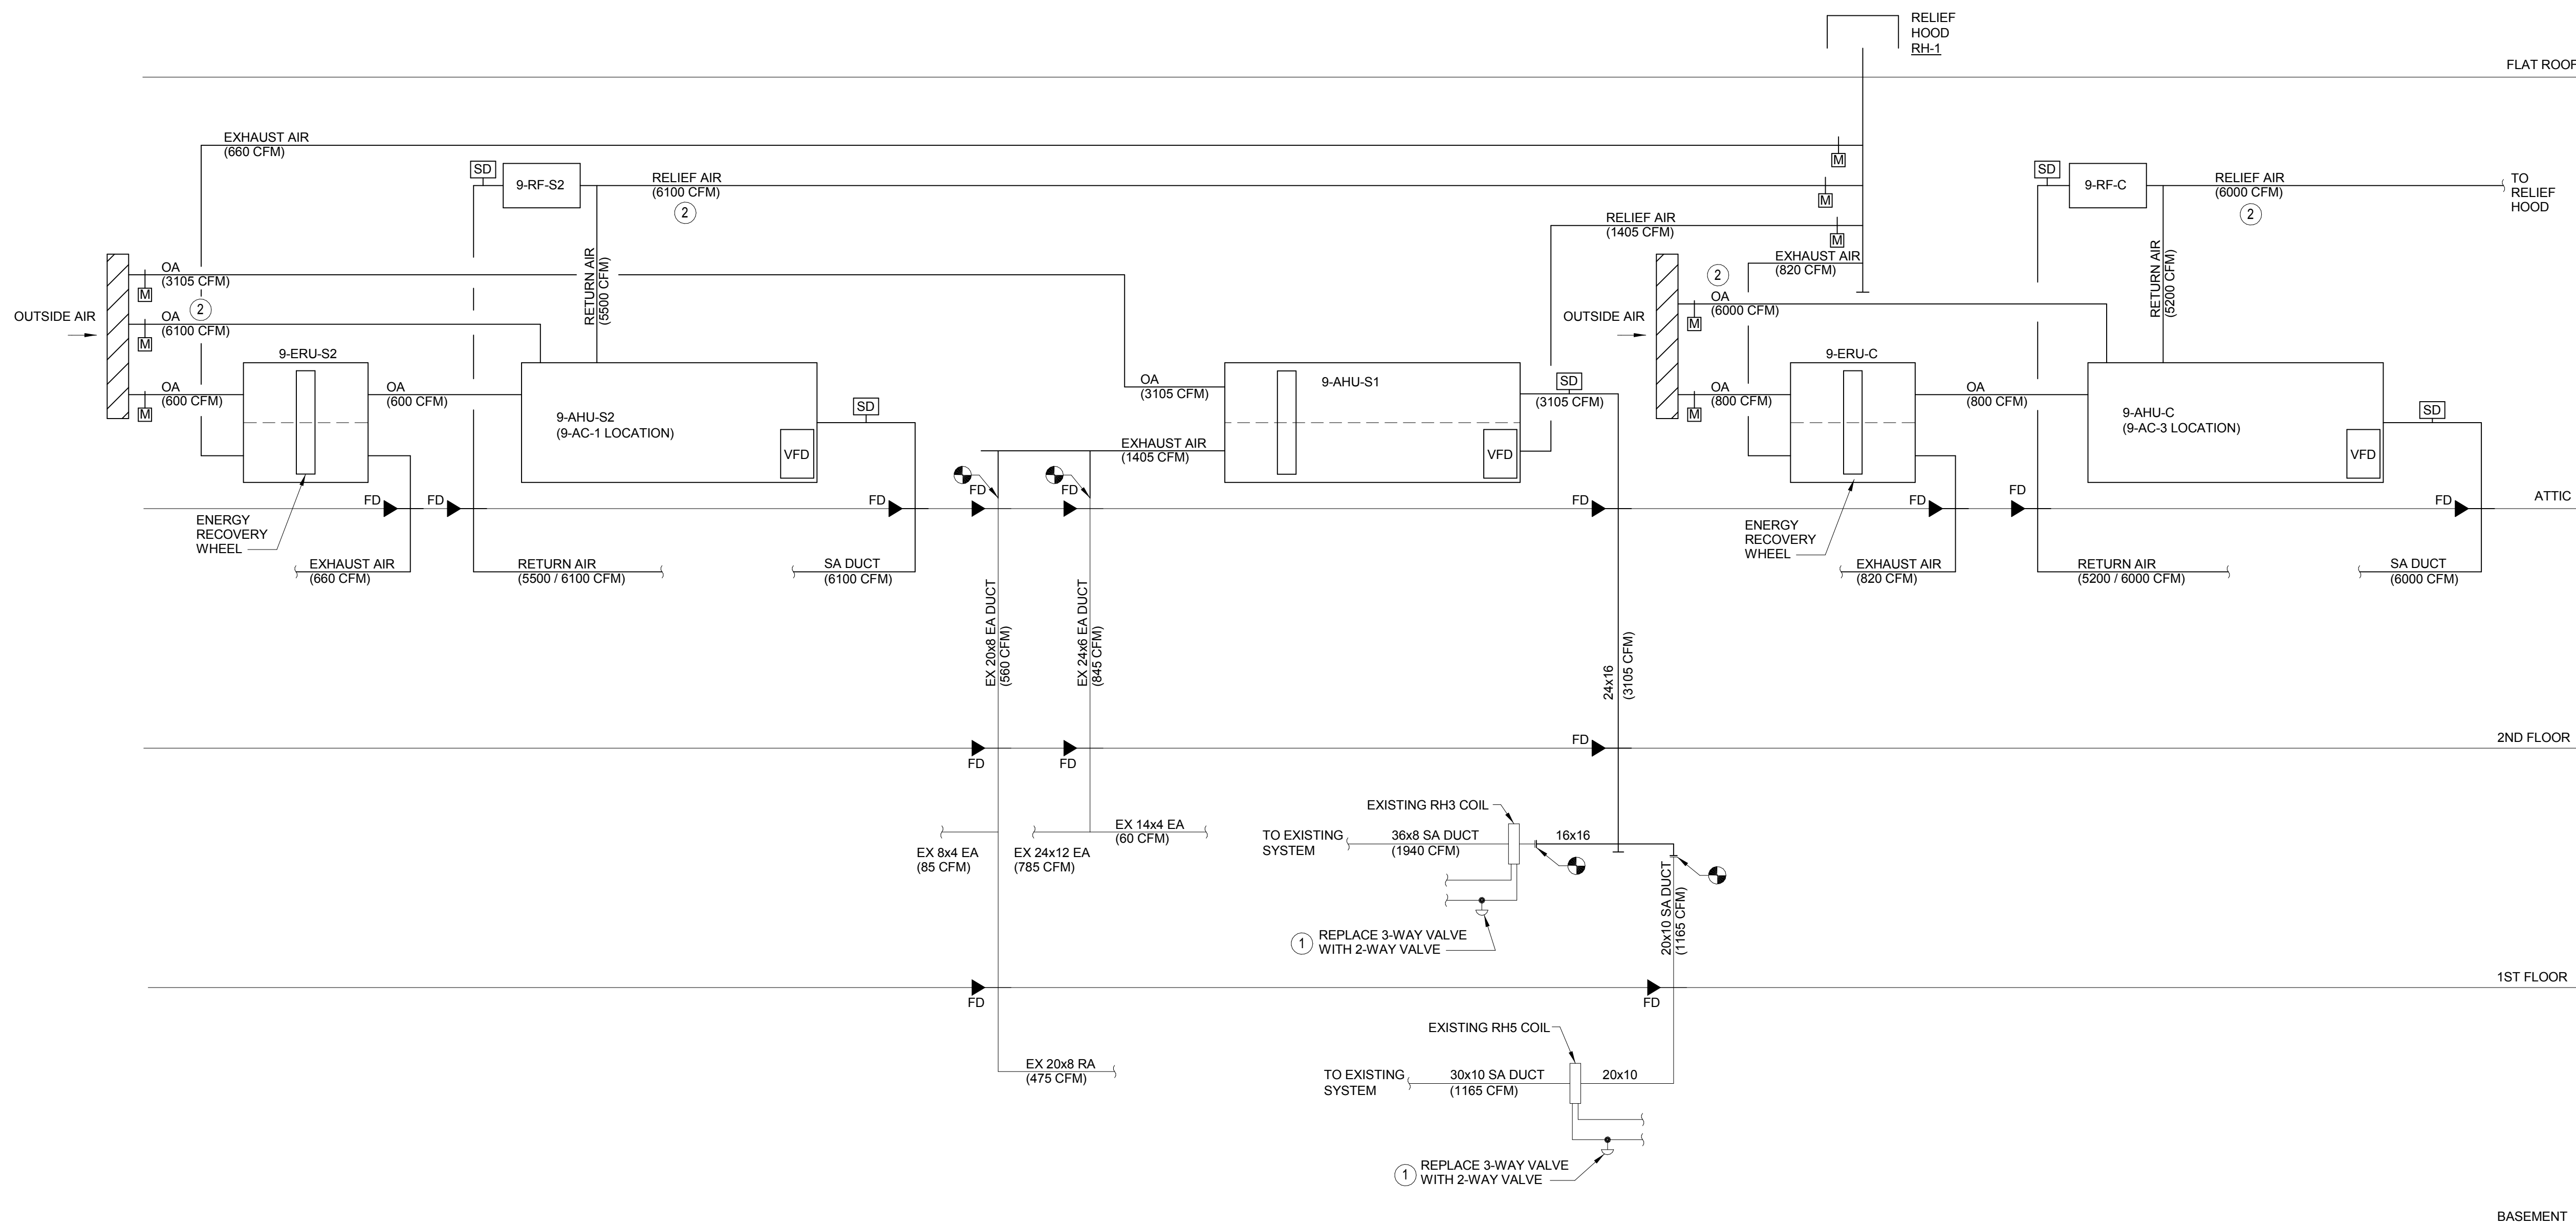 RELIEF
HOOD
RH-1
FLAT ROOF
EXHAUST AIR
(660 CFM)
SD
9-RF-S2
RELIEF AIR
(6100 CFM)
2
M
M
RELIEF AIR
(1405 CFM)
M
EXHAUST AIR
(820 CFM)
SD
9-RF-C
RELIEF AIR
(6000 CFM)
2
TO
RELIEF
HOOD
OUTSIDE AIR
OA
(3105 CFM)
M
2
OA
(6100 CFM)
M
OA
(600 CFM)
M
9-ERU-S2
OA
(600 CFM)
RETURN AIR
(5500 CFM)
9-AHU-S2
(9-AC-1 LOCATION)
VFD
SD
OA
(3105 CFM)
9-AHU-S1
EXHAUST AIR
(1405 CFM)
VFD
SD
(3105 CFM)
OUTSIDE AIR
2
OA
(6000 CFM)
M
OA
(800 CFM)
M
9-ERU-C
OA
(800 CFM)
RETURN AIR
(5200 CFM)
9-AHU-C
(9-AC-3 LOCATION)
VFD
SD
FD
FD
FD
FD
FD
FD
FD
FD
FD
ATTIC
ENERGY
RECOVERY
WHEEL
EXHAUST AIR
(660 CFM)
RETURN AIR
(5500 / 6100 CFM)
SA DUCT
(6100 CFM)
ENERGY
RECOVERY
WHEEL
EXHAUST AIR
(820 CFM)
RETURN AIR
(5200 / 6000 CFM)
SA DUCT
(6000 CFM)
EX 20x8 EA DUCT
(560 CFM)
EX 24x6 EA DUCT
(845 CFM)
24x16
(3105 CFM)
FD
FD
FD
2ND FLOOR
EX 8x4 EA
(85 CFM)
EX 24x12 EA
(785 CFM)
EX 14x4 EA
(60 CFM)
EXISTING RH3 COIL
TO EXISTING
SYSTEM
36x8 SA DUCT
(1940 CFM)
16x16
20x10 SA DUCT
(1165 CFM)
1
REPLACE 3-WAY VALVE
WITH 2-WAY VALVE
FD
FD
1ST FLOOR
EX 20x8 RA
(475 CFM)
EXISTING RH5 COIL
TO EXISTING
SYSTEM
30x10 SA DUCT
(1165 CFM)
20x10
1
REPLACE 3-WAY VALVE
WITH 2-WAY VALVE
BASEMENT